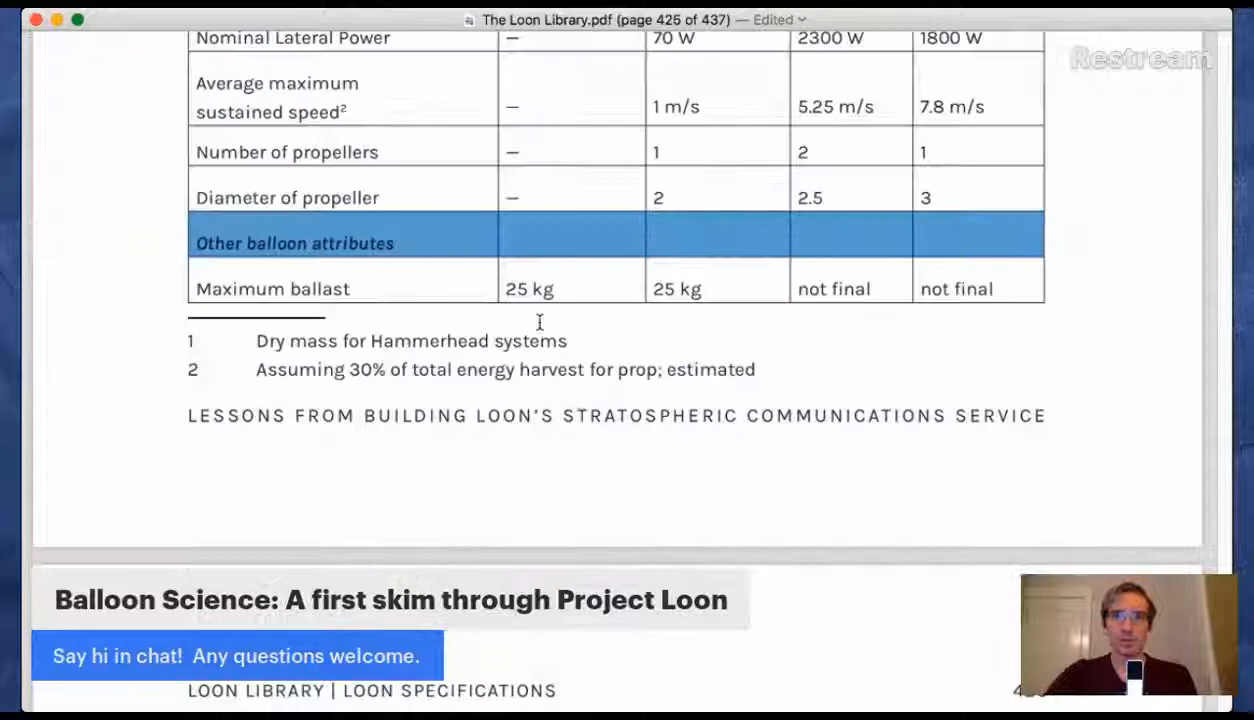 The Loon Library.pdf (page 425 of 437) — Edited
Restream
Nominal Lateral Power — 70 W 2300 W 1800 W
Average maximum
sustained speed² — 1 m/s 5.25 m/s 7.8 m/s
Number of propellers — 1 2 1
Diameter of propeller — 2 2.5 3
Other balloon attributes
Maximum ballast 25 kg 25 kg not final not final
1 Dry mass for Hammerhead systems
2 Assuming 30% of total energy harvest for prop; estimated
LESSONS FROM BUILDING LOON'S STRATOSPHERIC COMMUNICATIONS SERVICE
Balloon Science: A first skim through Project Loon
Say hi in chat! Any questions welcome.
LOON LIBRARY | LOON SPECIFICATIONS